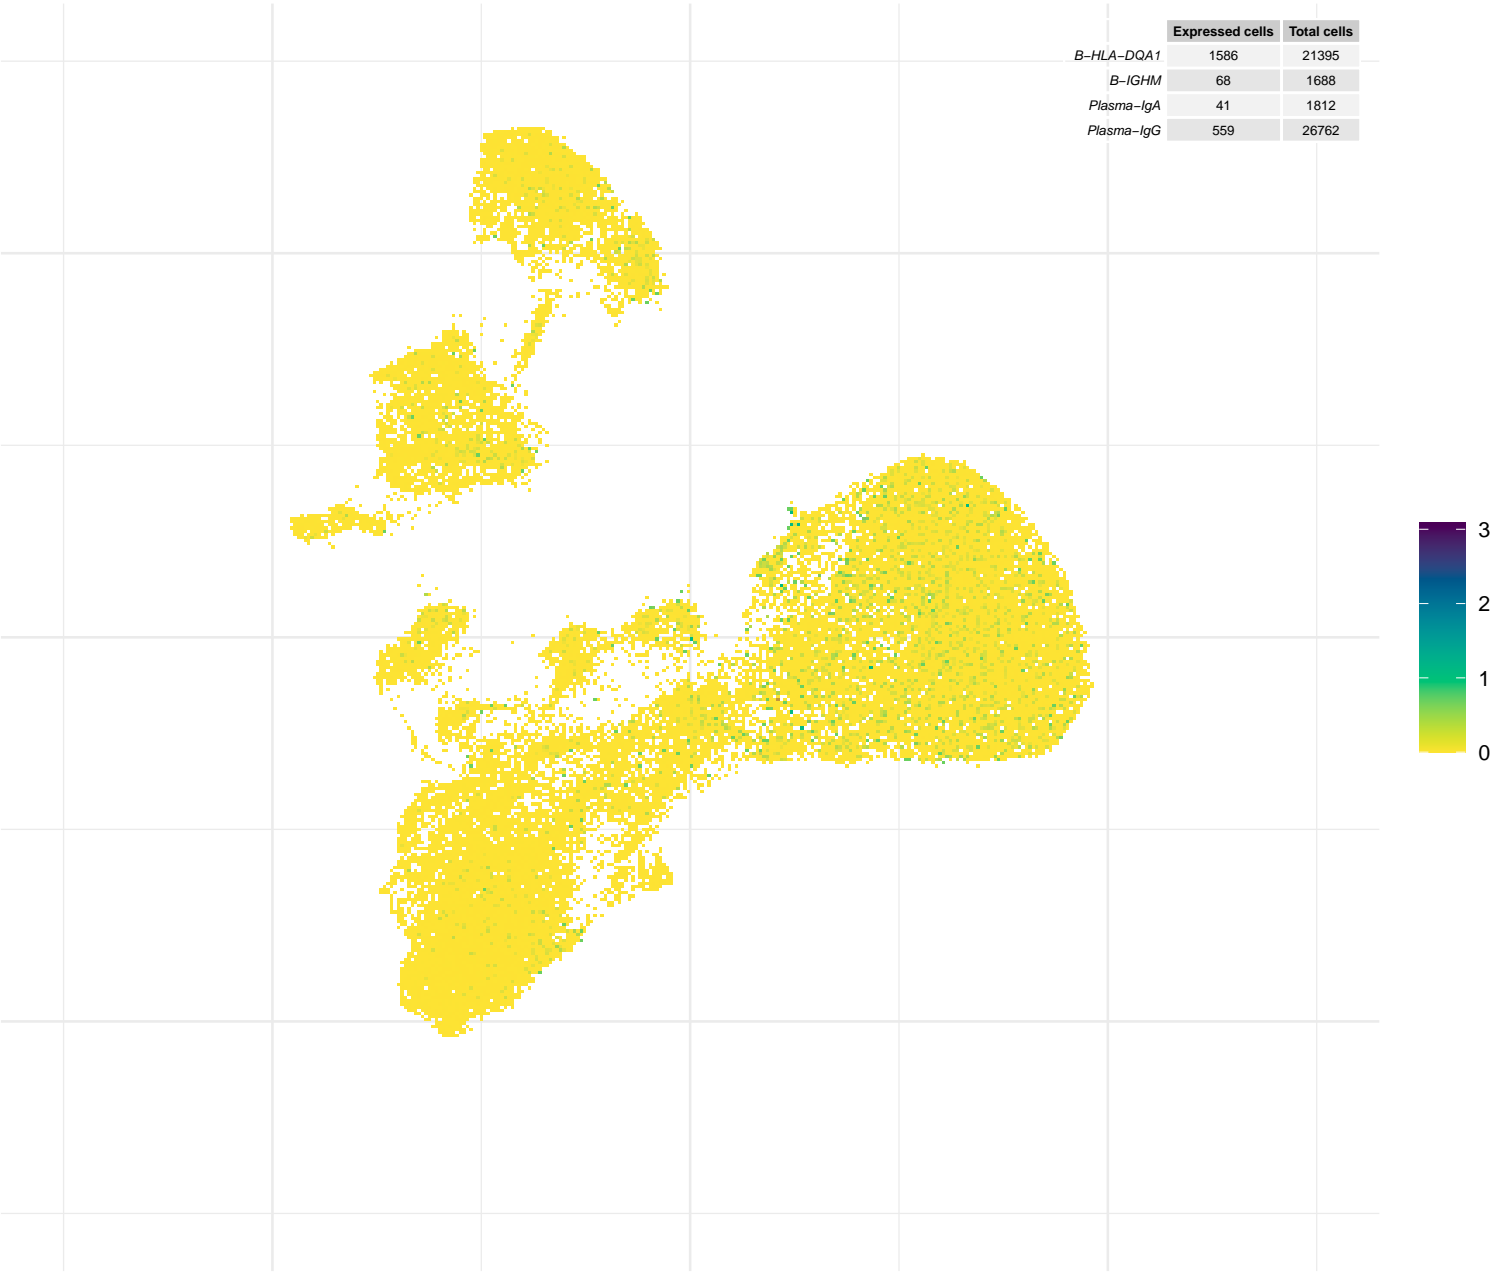 Expressed cells Total cells
B−HLA−DQA1 1586 21395
B−IGHM 68 1688
Plasma−IgA 41 1812
Plasma−IgG 559 26762
3
2
1
0